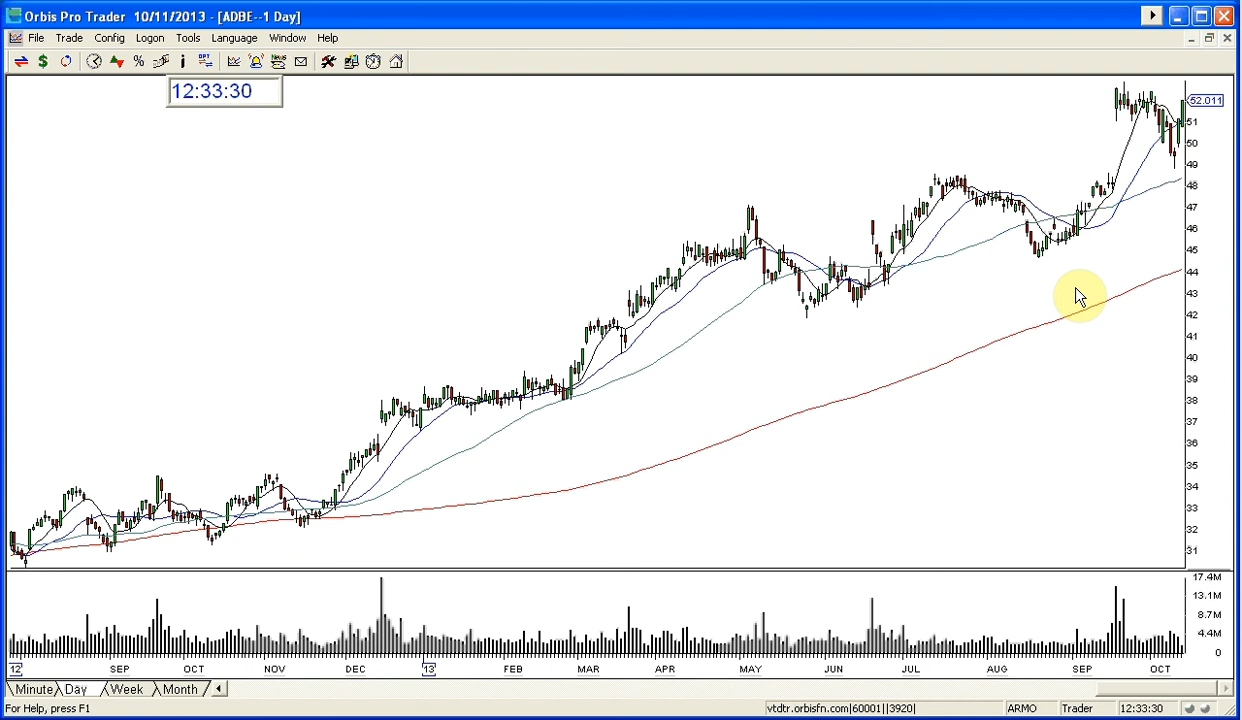 Orbis Pro Trader 10/11/2013 - [ADBE--1 Day]
File Trade Config Logon Tools Language Window Help
12:33:30
52.011
51
50
49
48
47
46
45
44
43
42
41
40
39
38
37
36
35
34
33
32
31
17.4M
13.1M
8.7M
4.4M
0
12 SEP OCT NOV DEC 13 FEB MAR APR MAY JUN JUL AUG SEP OCT
Minute Day Week Month
For Help, press F1 vtdtr.orbisfn.com|60001||3920| ARMO Trader 12:33:30